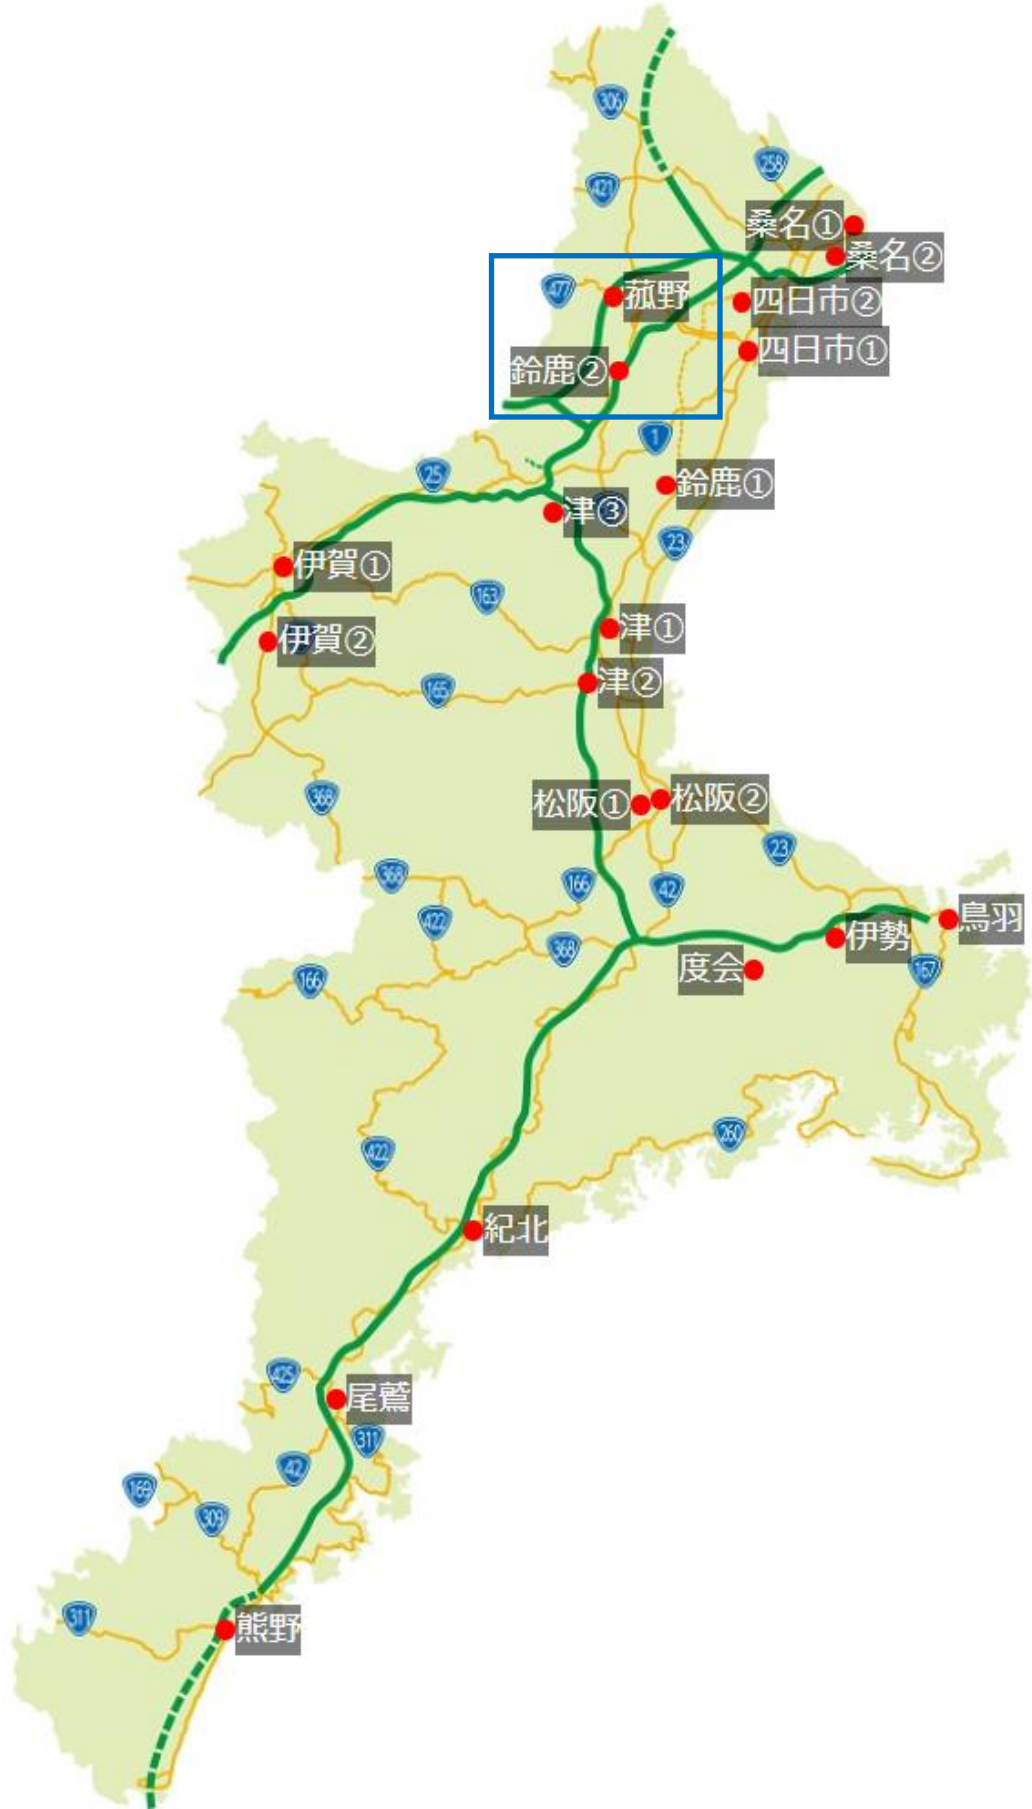 306
258
421
桑名①
桑名②
477
菰野
四日市②
四日市①
鈴鹿②
1
25
鈴鹿①
津③
23
伊賀①
163
津①
伊賀②
津②
165
368
松阪①
松阪②
23
368
166
42
422
鳥羽
伊勢
368
度会
167
166
260
422
紀北
425
尾鷲
311
42
169
309
311
熊野